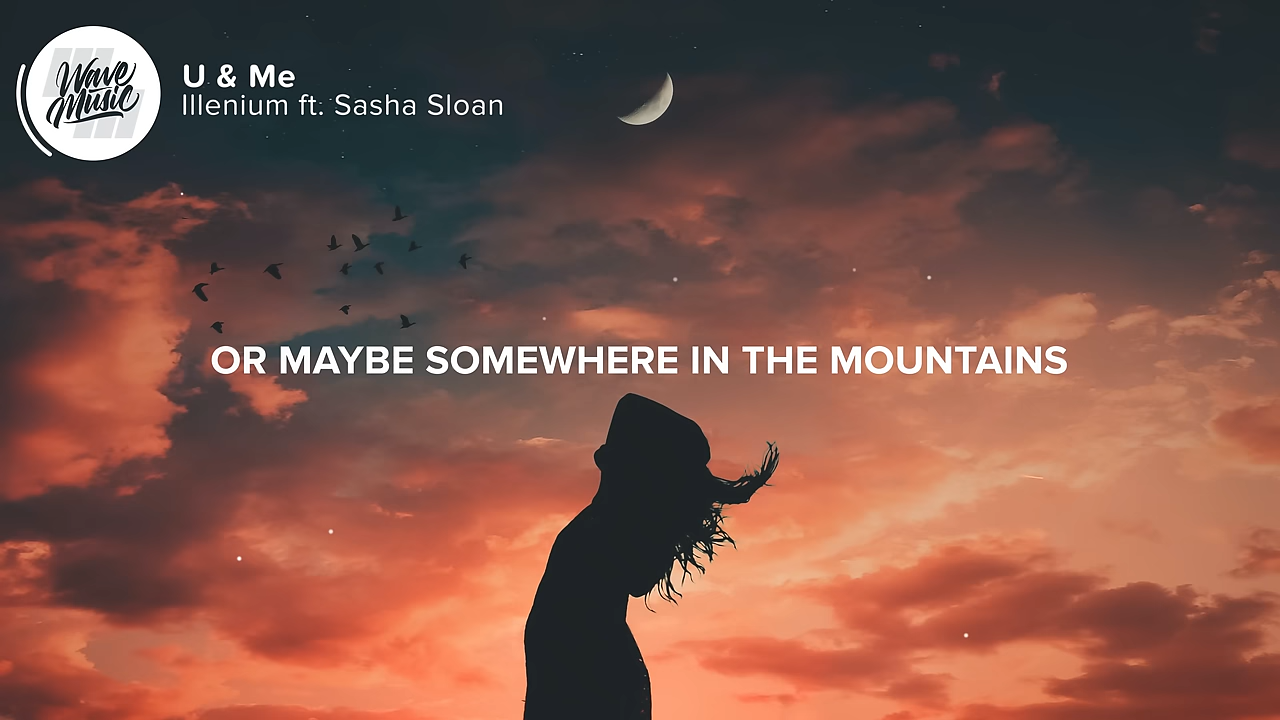 Wave
Music
U & Me
Illenium ft. Sasha Sloan
OR MAYBE SOMEWHERE IN THE MOUNTAINS